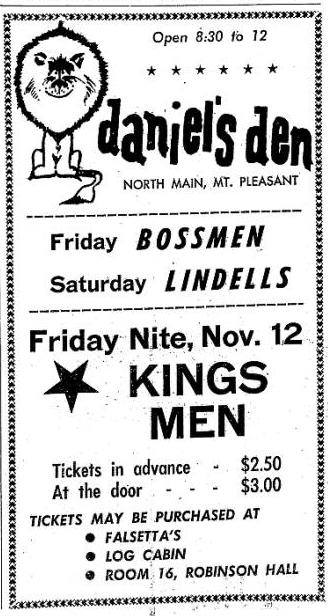 Open 8:30 to 12
daniel's den
NORTH MAIN, MT. PLEASANT
Friday BOSSMEN
Saturday LINDELLS
Friday Nite, Nov. 12
KINGS
MEN
Tickets in advance - $2.50
At the door - - - $3.00
TICKETS MAY BE PURCHASED AT
● FALSETTA'S
● LOG CABIN
● ROOM 16, ROBINSON HALL